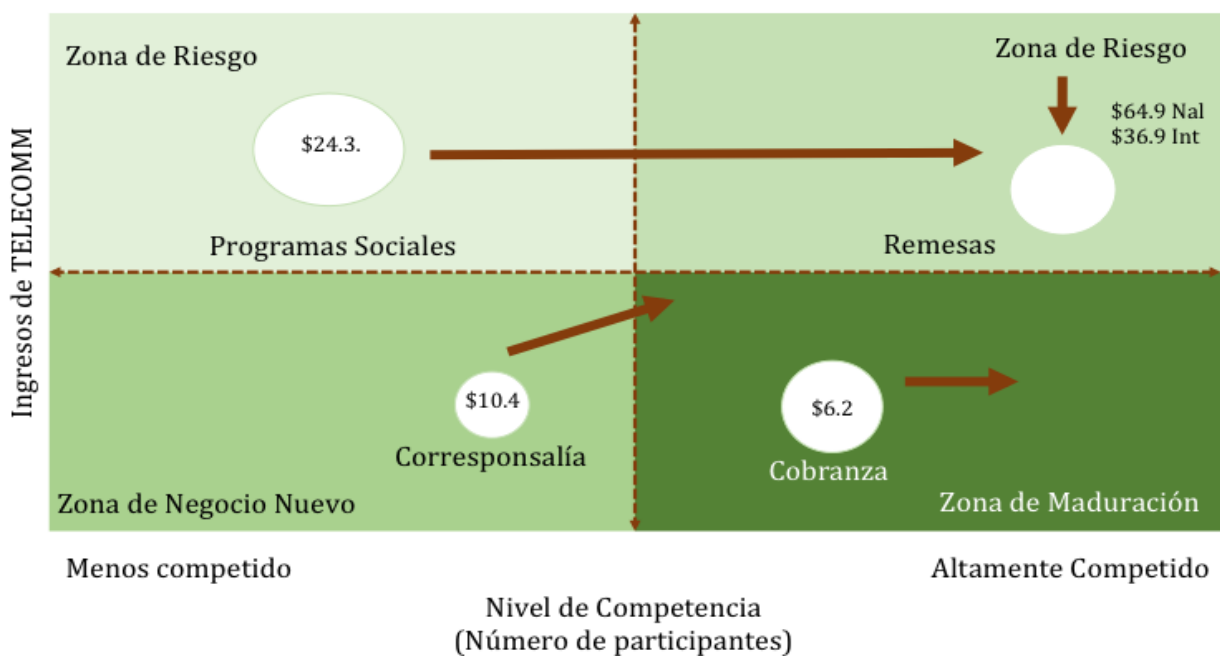 Zona de Riesgo
Zona de Riesgo
$64.9 Nal
$36.9 Int
$24.3.
Programas Sociales
Remesas
Ingresos de TELECOMM
$10.4
$6.2
Corresponsalía
Cobranza
Zona de Negocio Nuevo
Zona de Maduración
Menos competido
Altamente Competido
Nivel de Competencia
(Número de participantes)